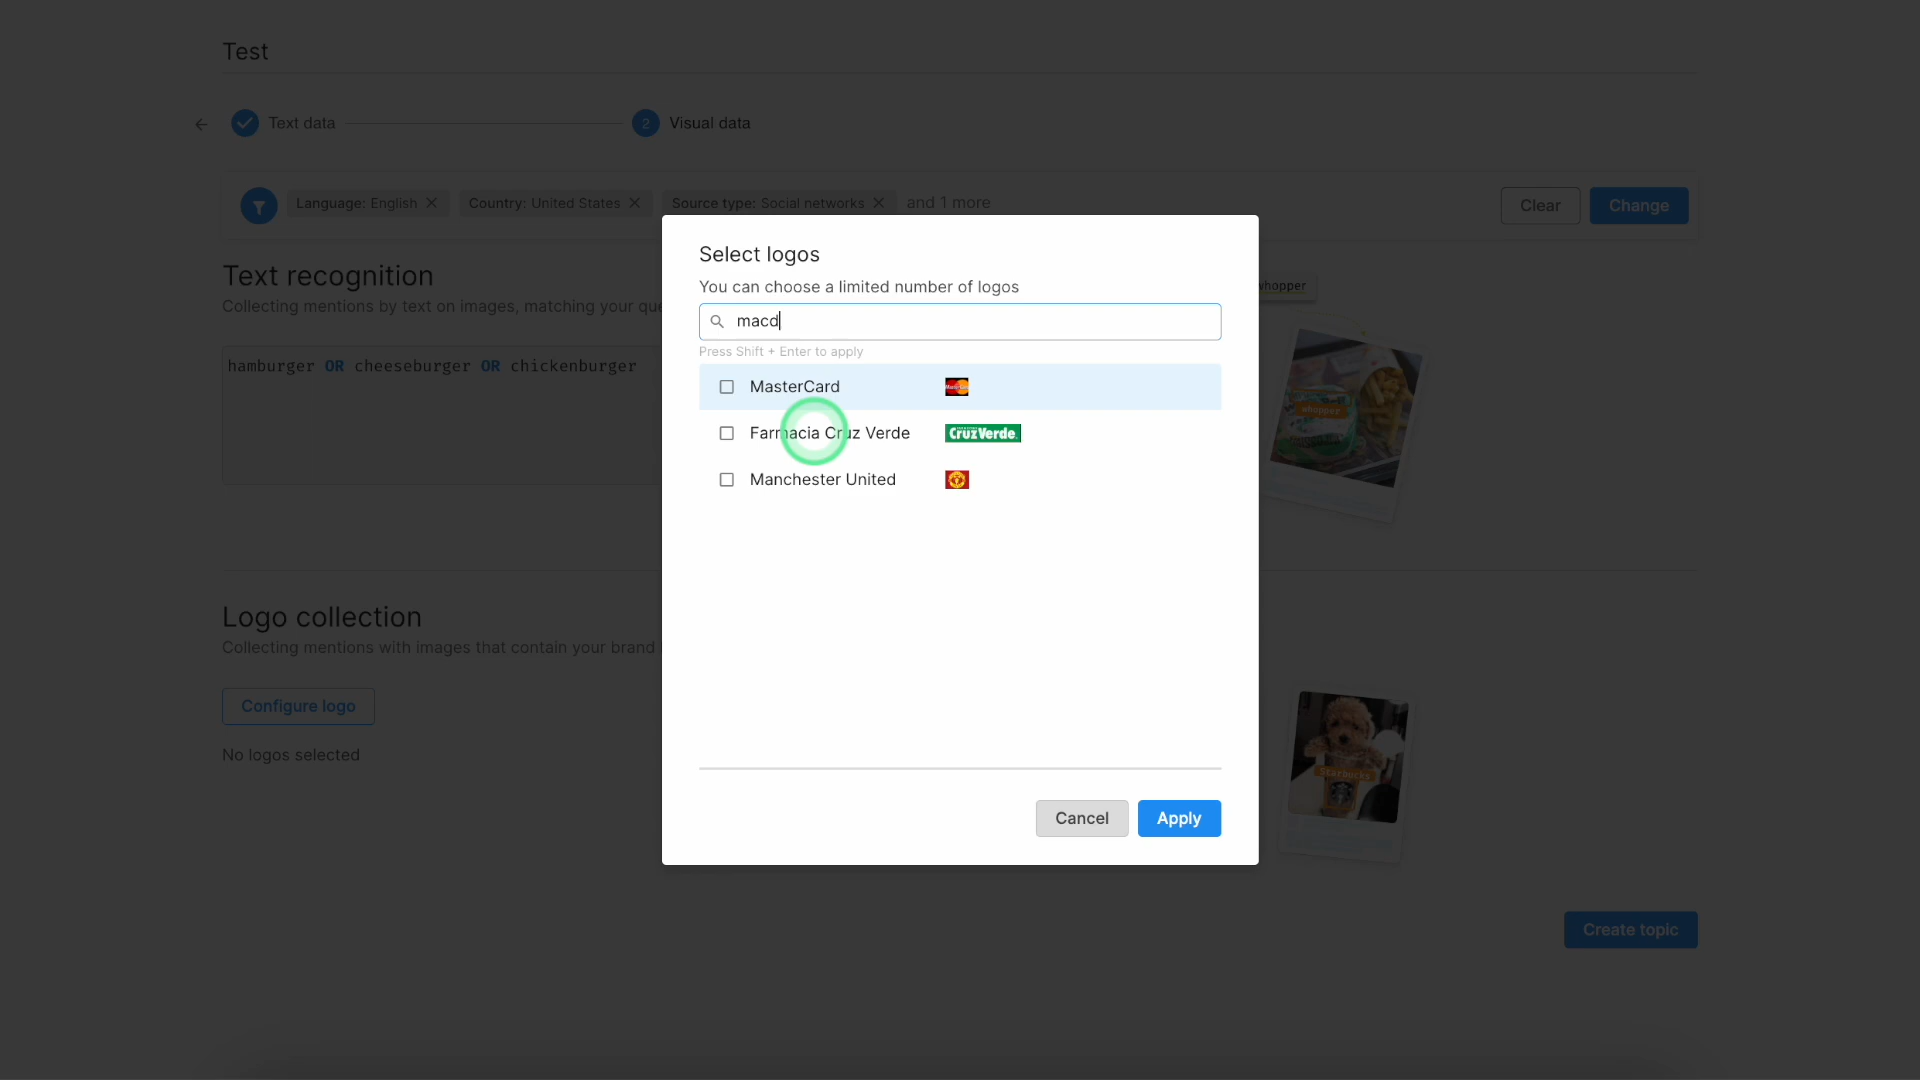 Test
Text data
2 Visual data
Language: English
Country: United States
Source type: Social networks
and 1 more
Clear
Change
Text recognition
Collecting mentions by text on images, matching your
hamburger OR cheeseburger OR chickenburger
Select logos
You can choose a limited number of logos
macd
Press Shift + Enter to apply
MasterCard
Farmacia Cruz Verde
CruzVerde
Manchester United
Cancel
Apply
whopper
whopper
Logo collection
Collecting mentions with images that contain your brand
Configure logo
No logos selected
Starbucks
Create topic